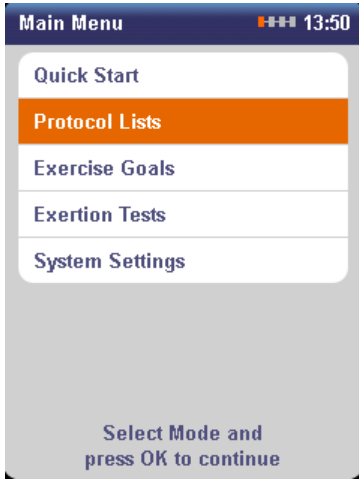 Main Menu 13:50
Quick Start
Protocol Lists
Exercise Goals
Exertion Tests
System Settings
Select Mode and
press OK to continue